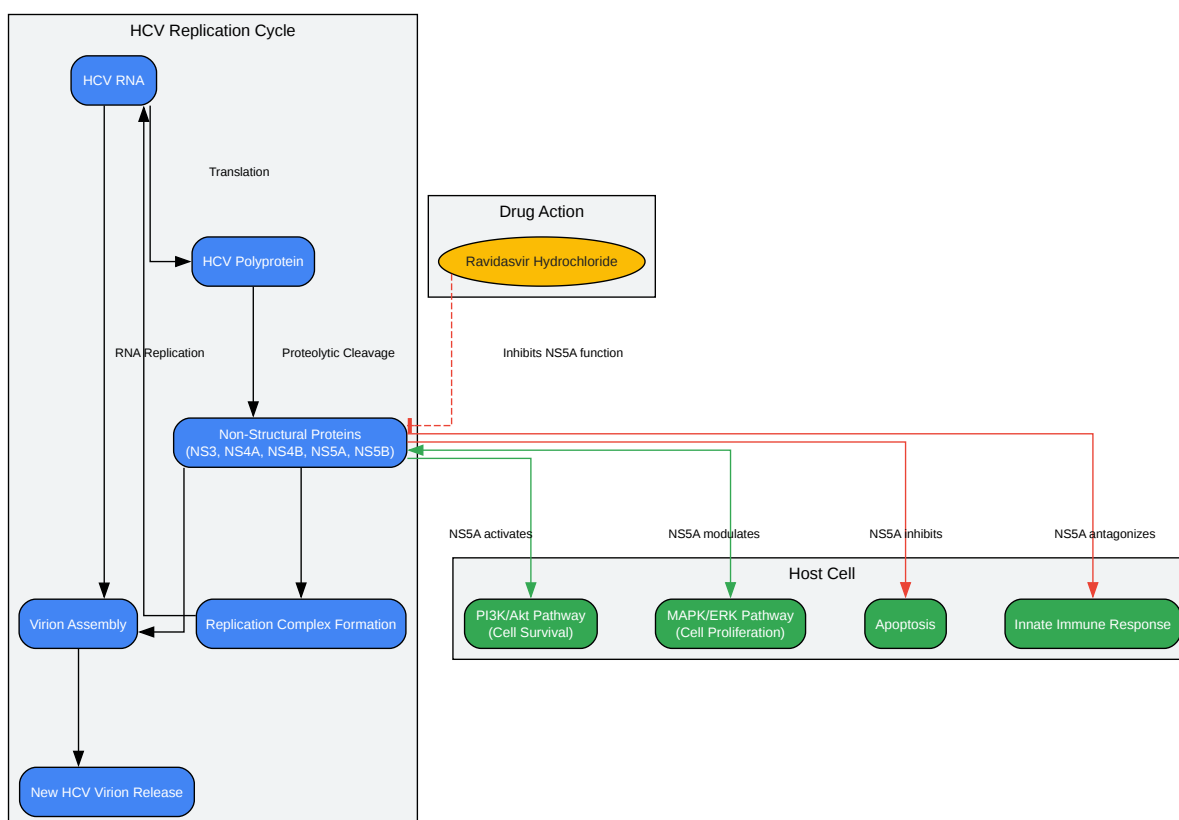 HCV Replication Cycle
HCV RNA
Translation
Drug Action
HCV Polyprotein
Ravidasvir Hydrochloride
RNA Replication
Proteolytic Cleavage
Inhibits NS5A function
Non-Structural Proteins
(NS3, NS4A, NS4B, NS5A, NS5B)
NS5A activates
NS5A modulates
NS5A inhibits
NS5A antagonizes
Host Cell
Virion Assembly
Replication Complex Formation
PI3K/Akt Pathway
(Cell Survival)
MAPK/ERK Pathway
(Cell Proliferation)
Apoptosis
Innate Immune Response
New HCV Virion Release